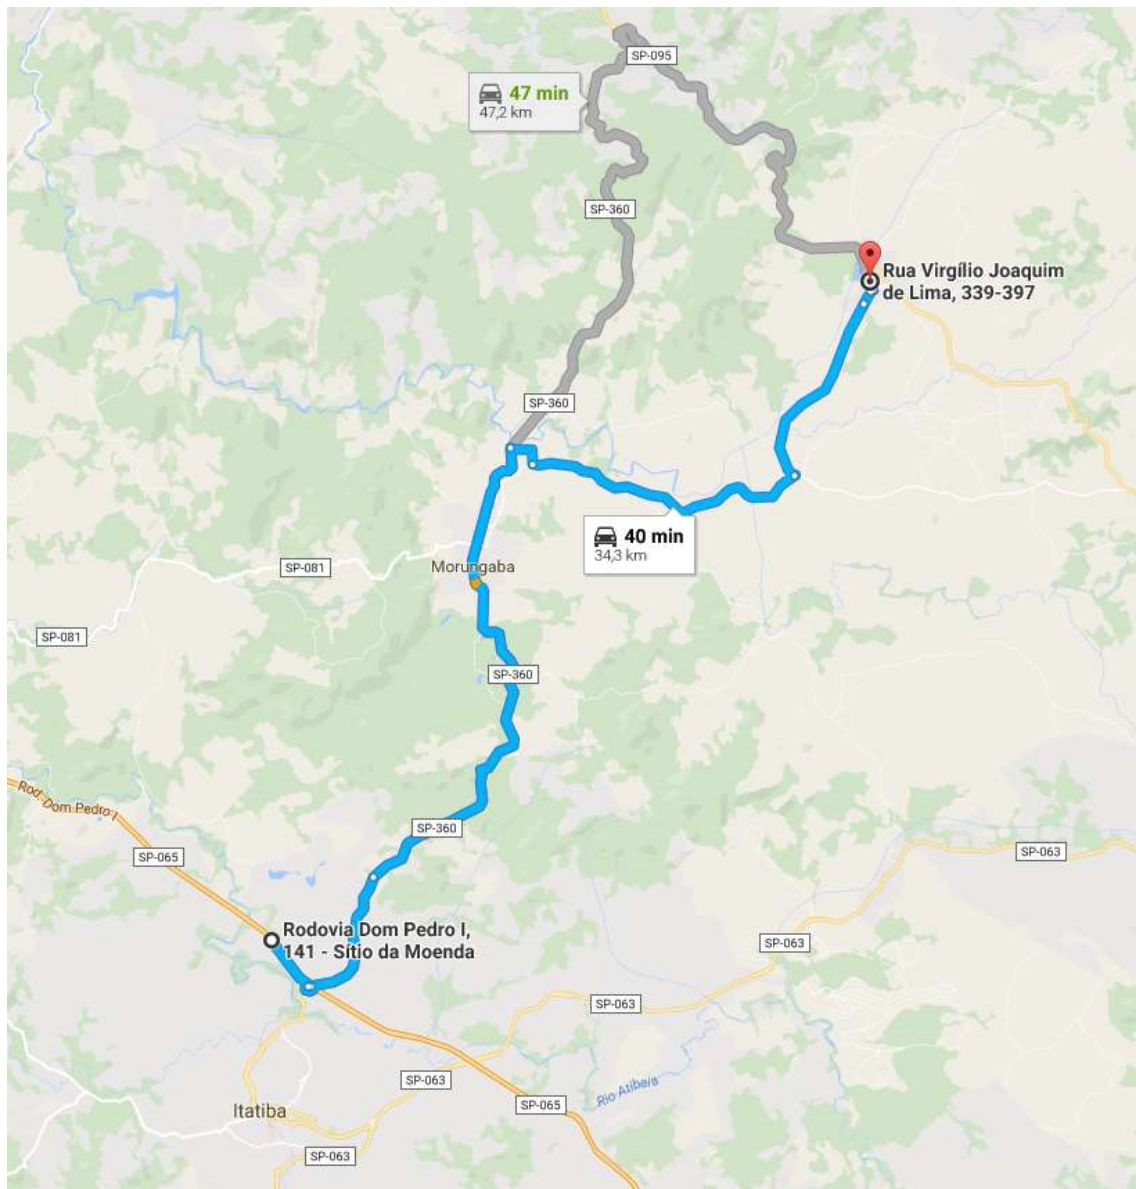 SP-095
47 min
47,2 km
SP-360
Rua Virgílio Joaquim
de Lima, 339-397
SP-360
40 min
34,3 km
Morungaba
SP-081
SP-081
SP-360
Rod. Dom Pedro I
SP-360
SP-065
SP-063
Rodovia Dom Pedro I,
141 - Sítio da Moenda
SP-063
SP-063
SP-063
Rio Atibaia
SP-065
Itatiba
SP-063